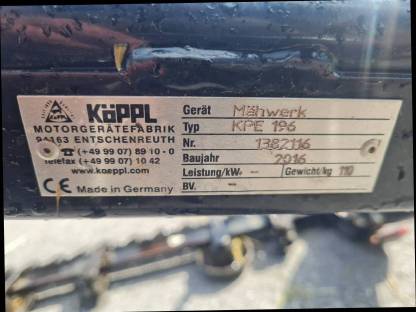 KöPPL
MOTORGERÄTEFABRIK
94163 ENTSCHENREUTH
☎ (+49 99 07) 89 10-0
Telefax (+49 99 07) 10 42
www.koeppl.com
CE Made in Germany
Gerät Mähwerk
Typ KPE 196
Nr. 1382116
Baujahr 2016
Leistung/kW - Gewicht/kg 110
BV. -